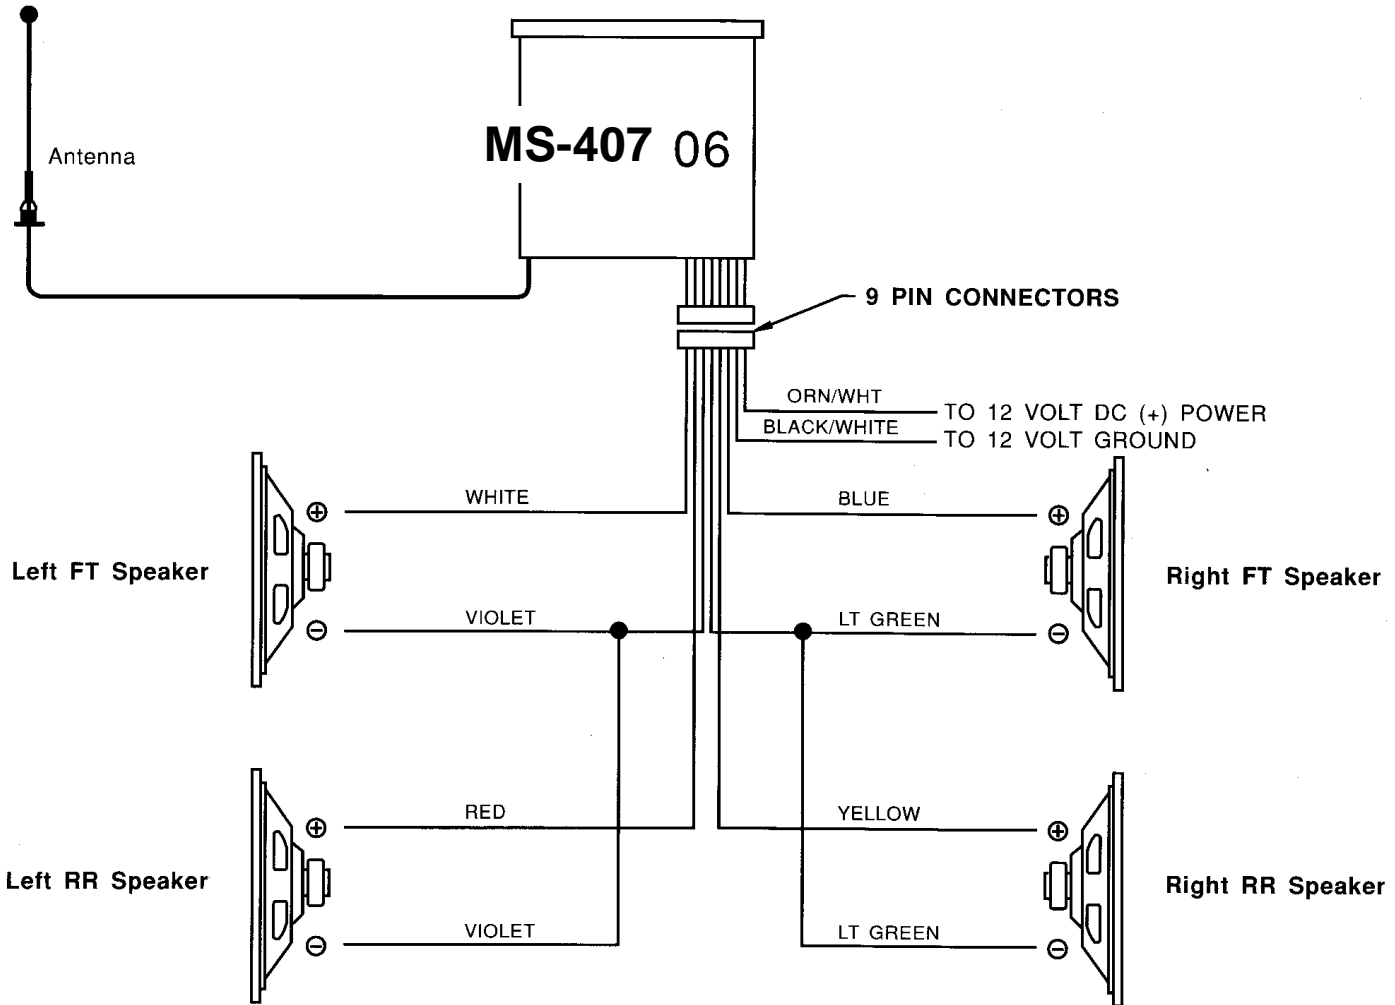 MS-407 06
Antenna
9 PIN CONNECTORS
ORN/WHT
TO 12 VOLT DC (+) POWER
BLACK/WHITE
TO 12 VOLT GROUND
WHITE
BLUE
+
+
Left FT Speaker
Right FT Speaker
VIOLET
LT GREEN
−
−
RED
YELLOW
+
+
Left RR Speaker
Right RR Speaker
VIOLET
LT GREEN
−
−